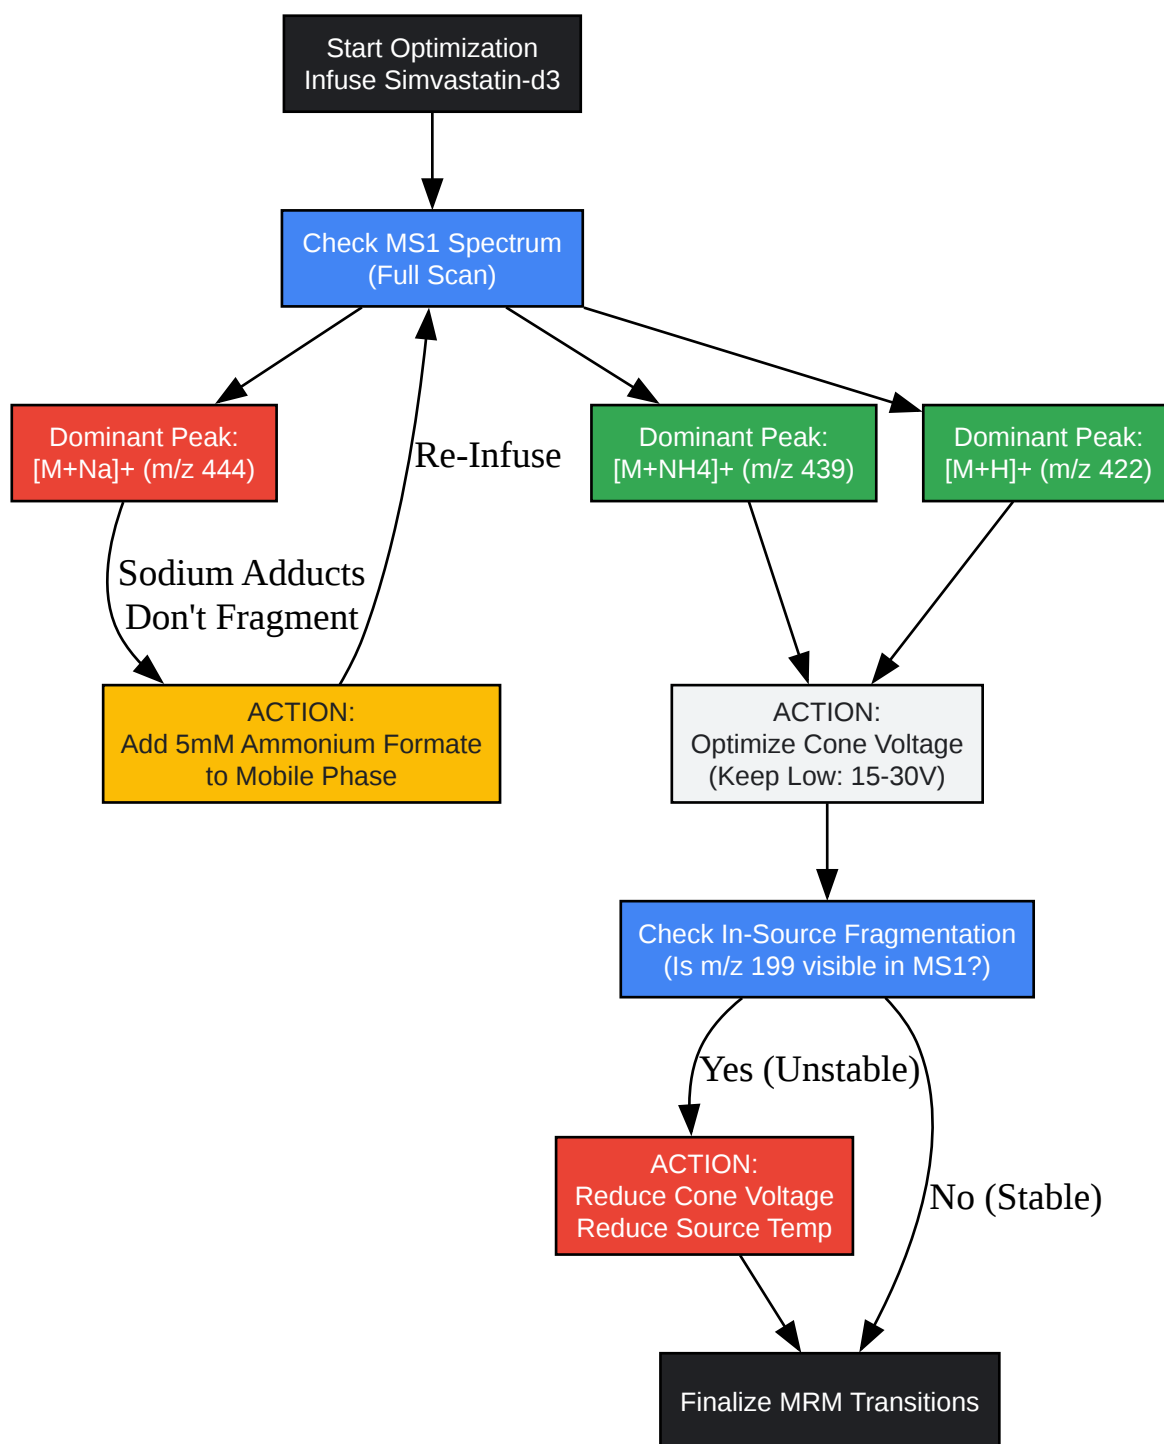 Start Optimization
Infuse Simvastatin-d3
Check MS1 Spectrum
(Full Scan)
Dominant Peak:
[M+Na]+ (m/z 444)
Re-Infuse
Dominant Peak:
[M+NH4]+ (m/z 439)
Dominant Peak:
[M+H]+ (m/z 422)
Sodium Adducts
Don't Fragment
ACTION:
Add 5mM Ammonium Formate
to Mobile Phase
ACTION:
Optimize Cone Voltage
(Keep Low: 15-30V)
Check In-Source Fragmentation
(Is m/z 199 visible in MS1?)
Yes (Unstable)
No (Stable)
ACTION:
Reduce Cone Voltage
Reduce Source Temp
Finalize MRM Transitions